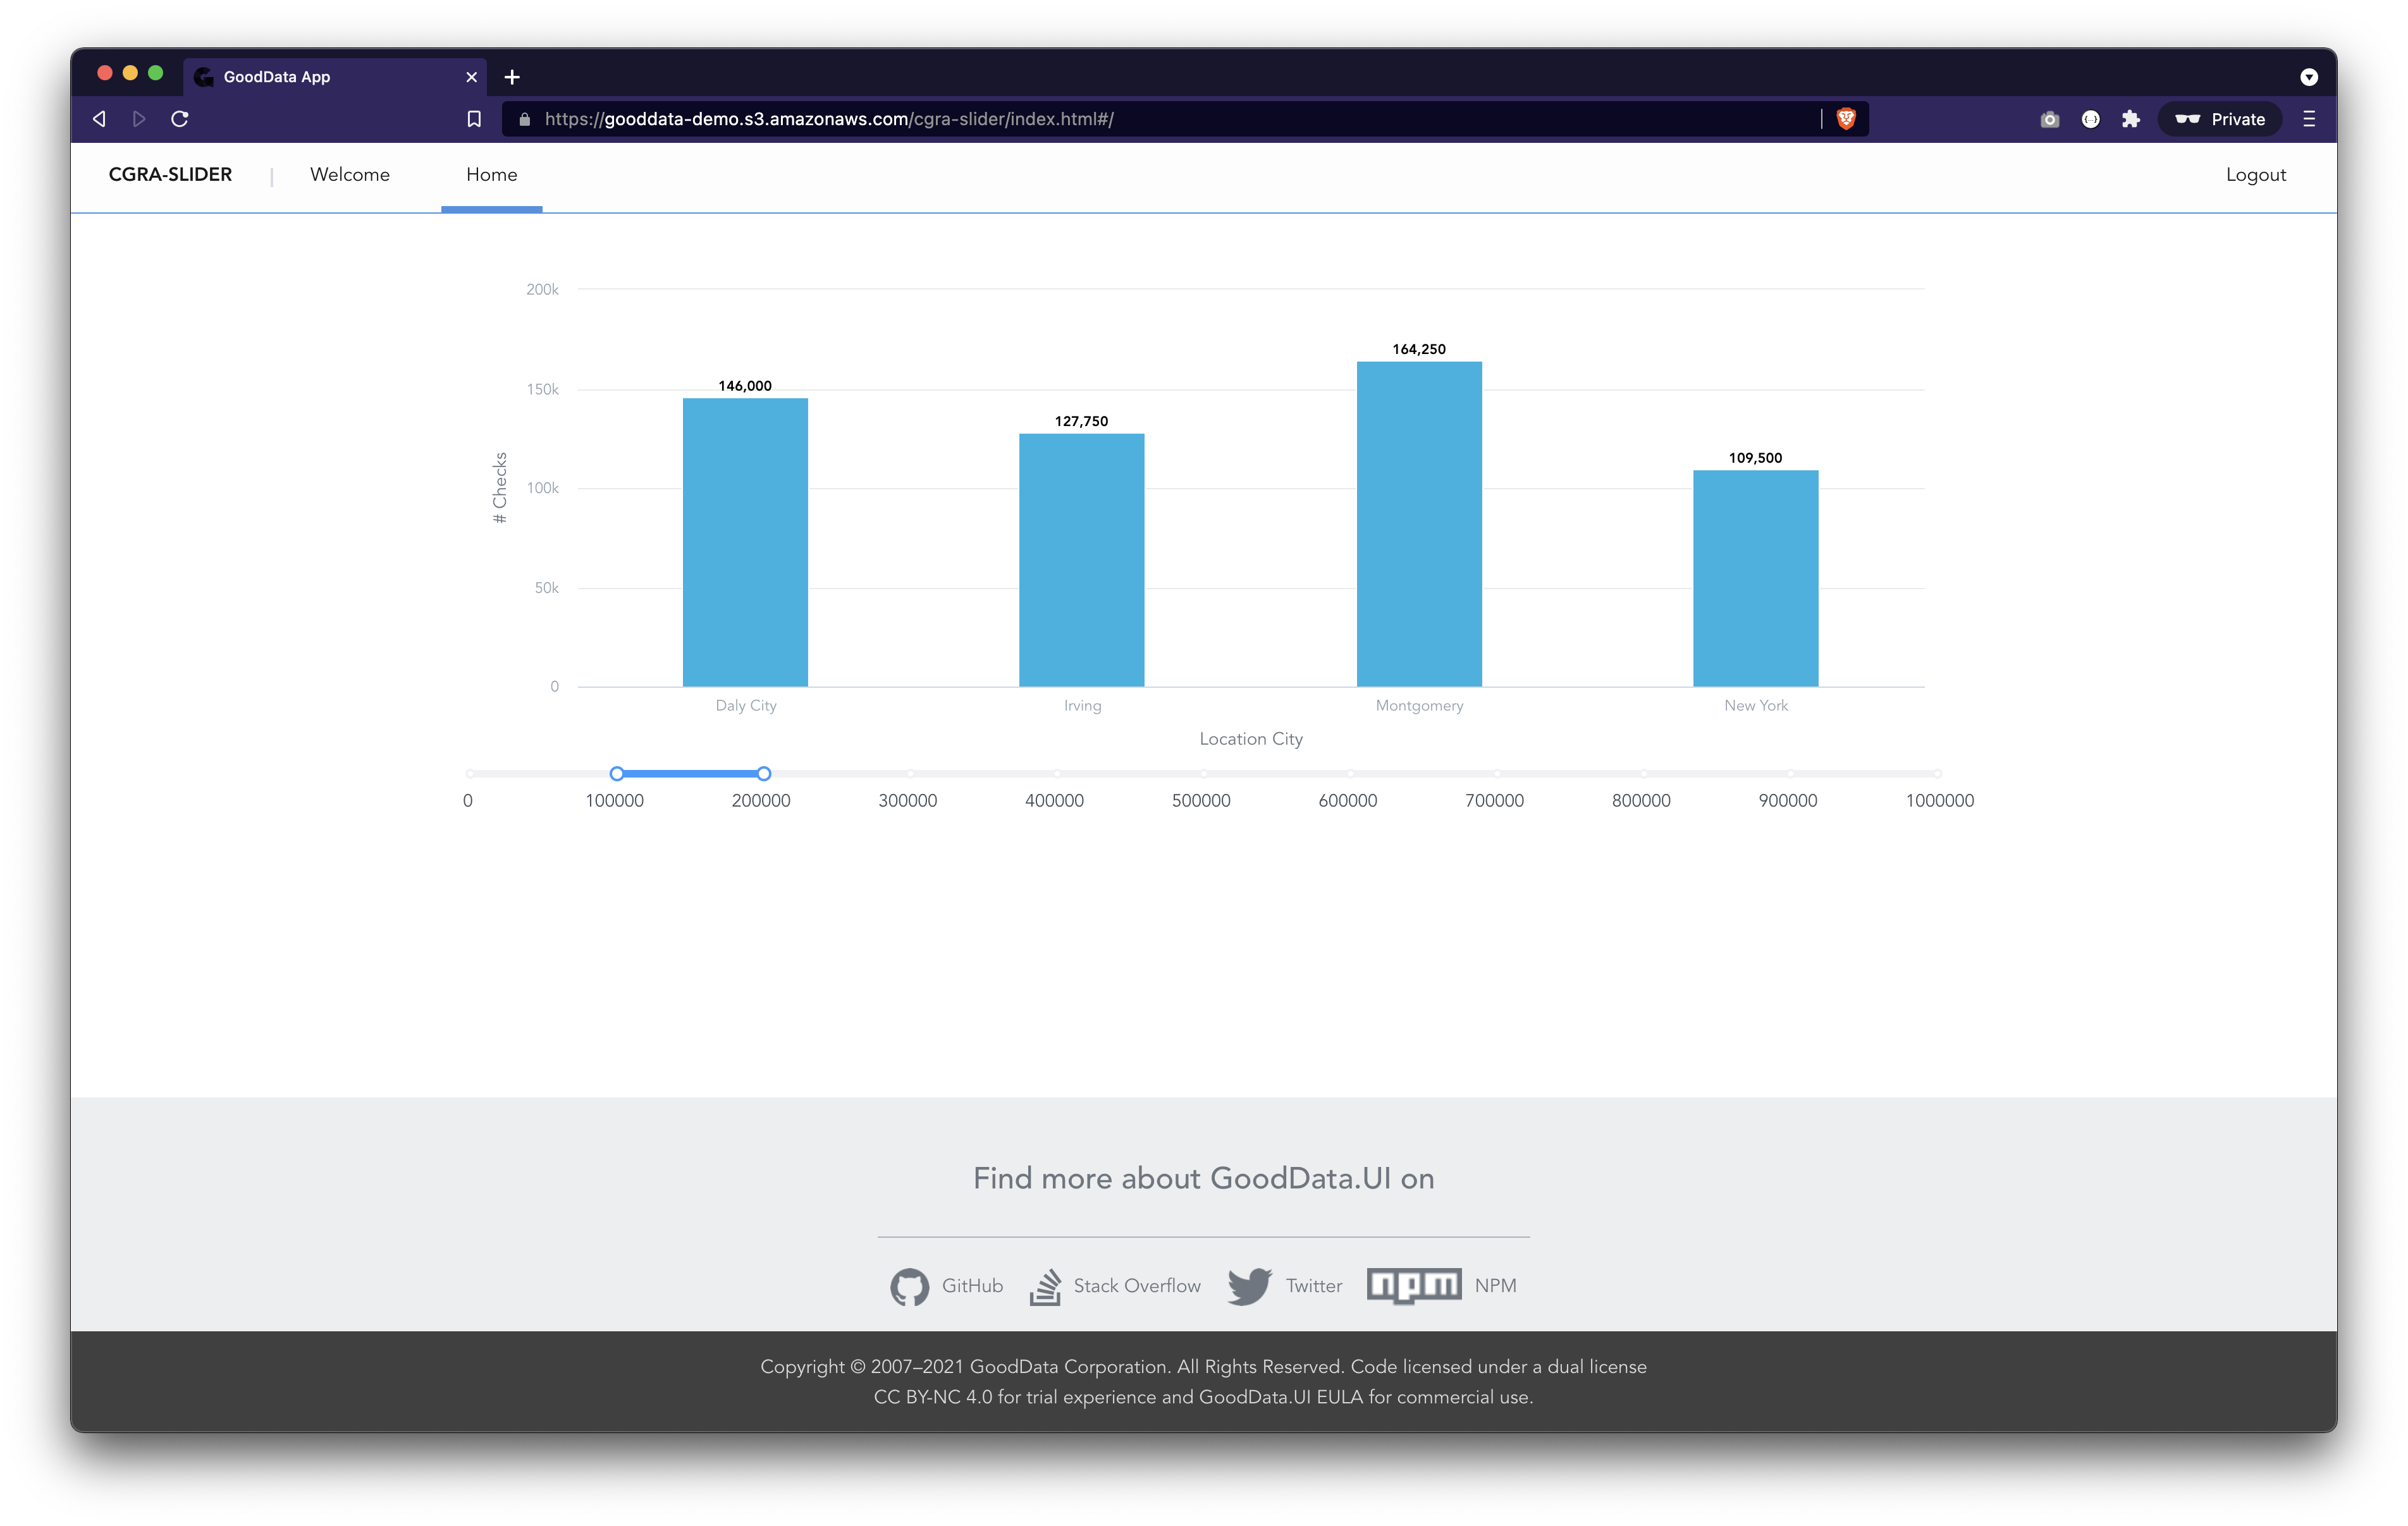 GoodData App
https://gooddata-demo.s3.amazonaws.com/cgra-slider/index.html#/
Private
CGRA-SLIDER | Welcome Home Logout
200k
150k
100k
50k
0
# Checks
146,000
127,750
164,250
109,500
Daly City Irving Montgomery New York
Location City
0 100000 200000 300000 400000 500000 600000 700000 800000 900000 1000000
Find more about GoodData.UI on
GitHub Stack Overflow Twitter npm NPM
Copyright © 2007–2021 GoodData Corporation. All Rights Reserved. Code licensed under a dual license
CC BY-NC 4.0 for trial experience and GoodData.UI EULA for commercial use.